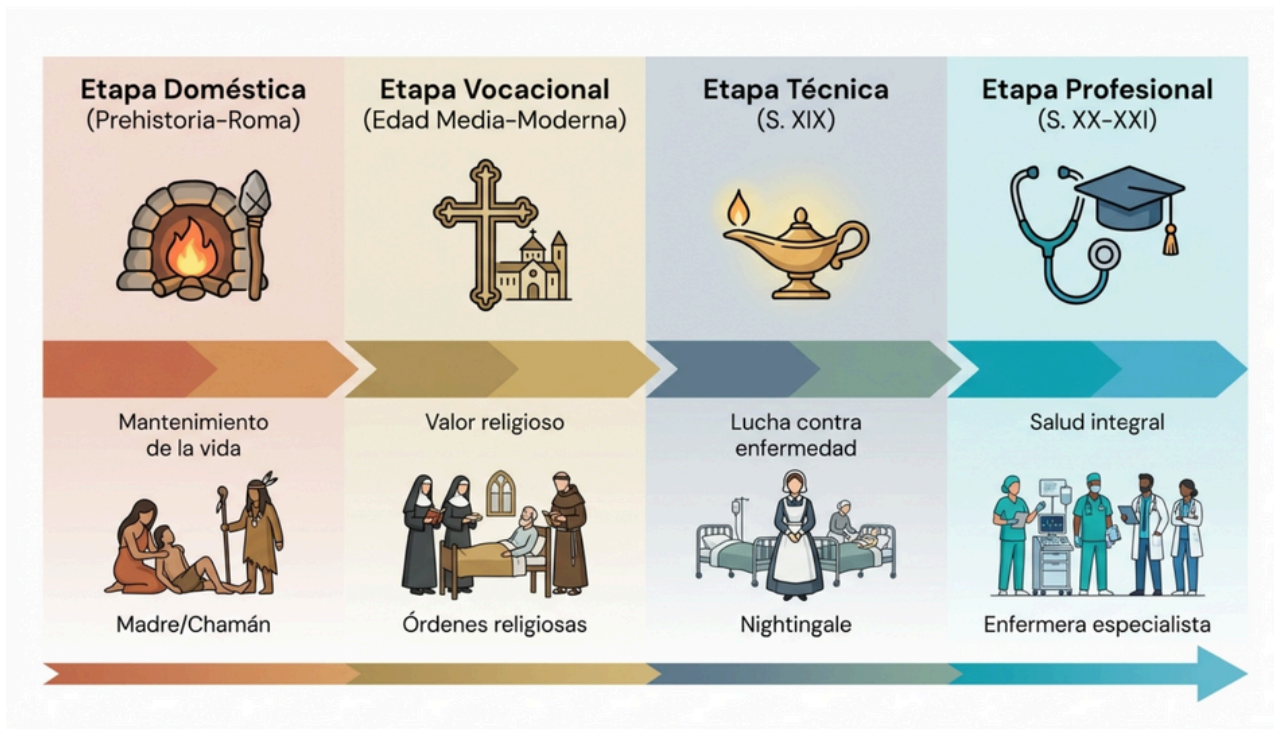 Etapa Doméstica
(Prehistoria-Roma)
Etapa Vocacional
(Edad Media-Moderna)
Etapa Técnica
(S. XIX)
Etapa Profesional
(S. XX-XXI)
Mantenimiento
de la vida
Valor religioso
Lucha contra
enfermedad
Salud integral
Madre/Chamán
Órdenes religiosas
Nightingale
Enfermera especialista